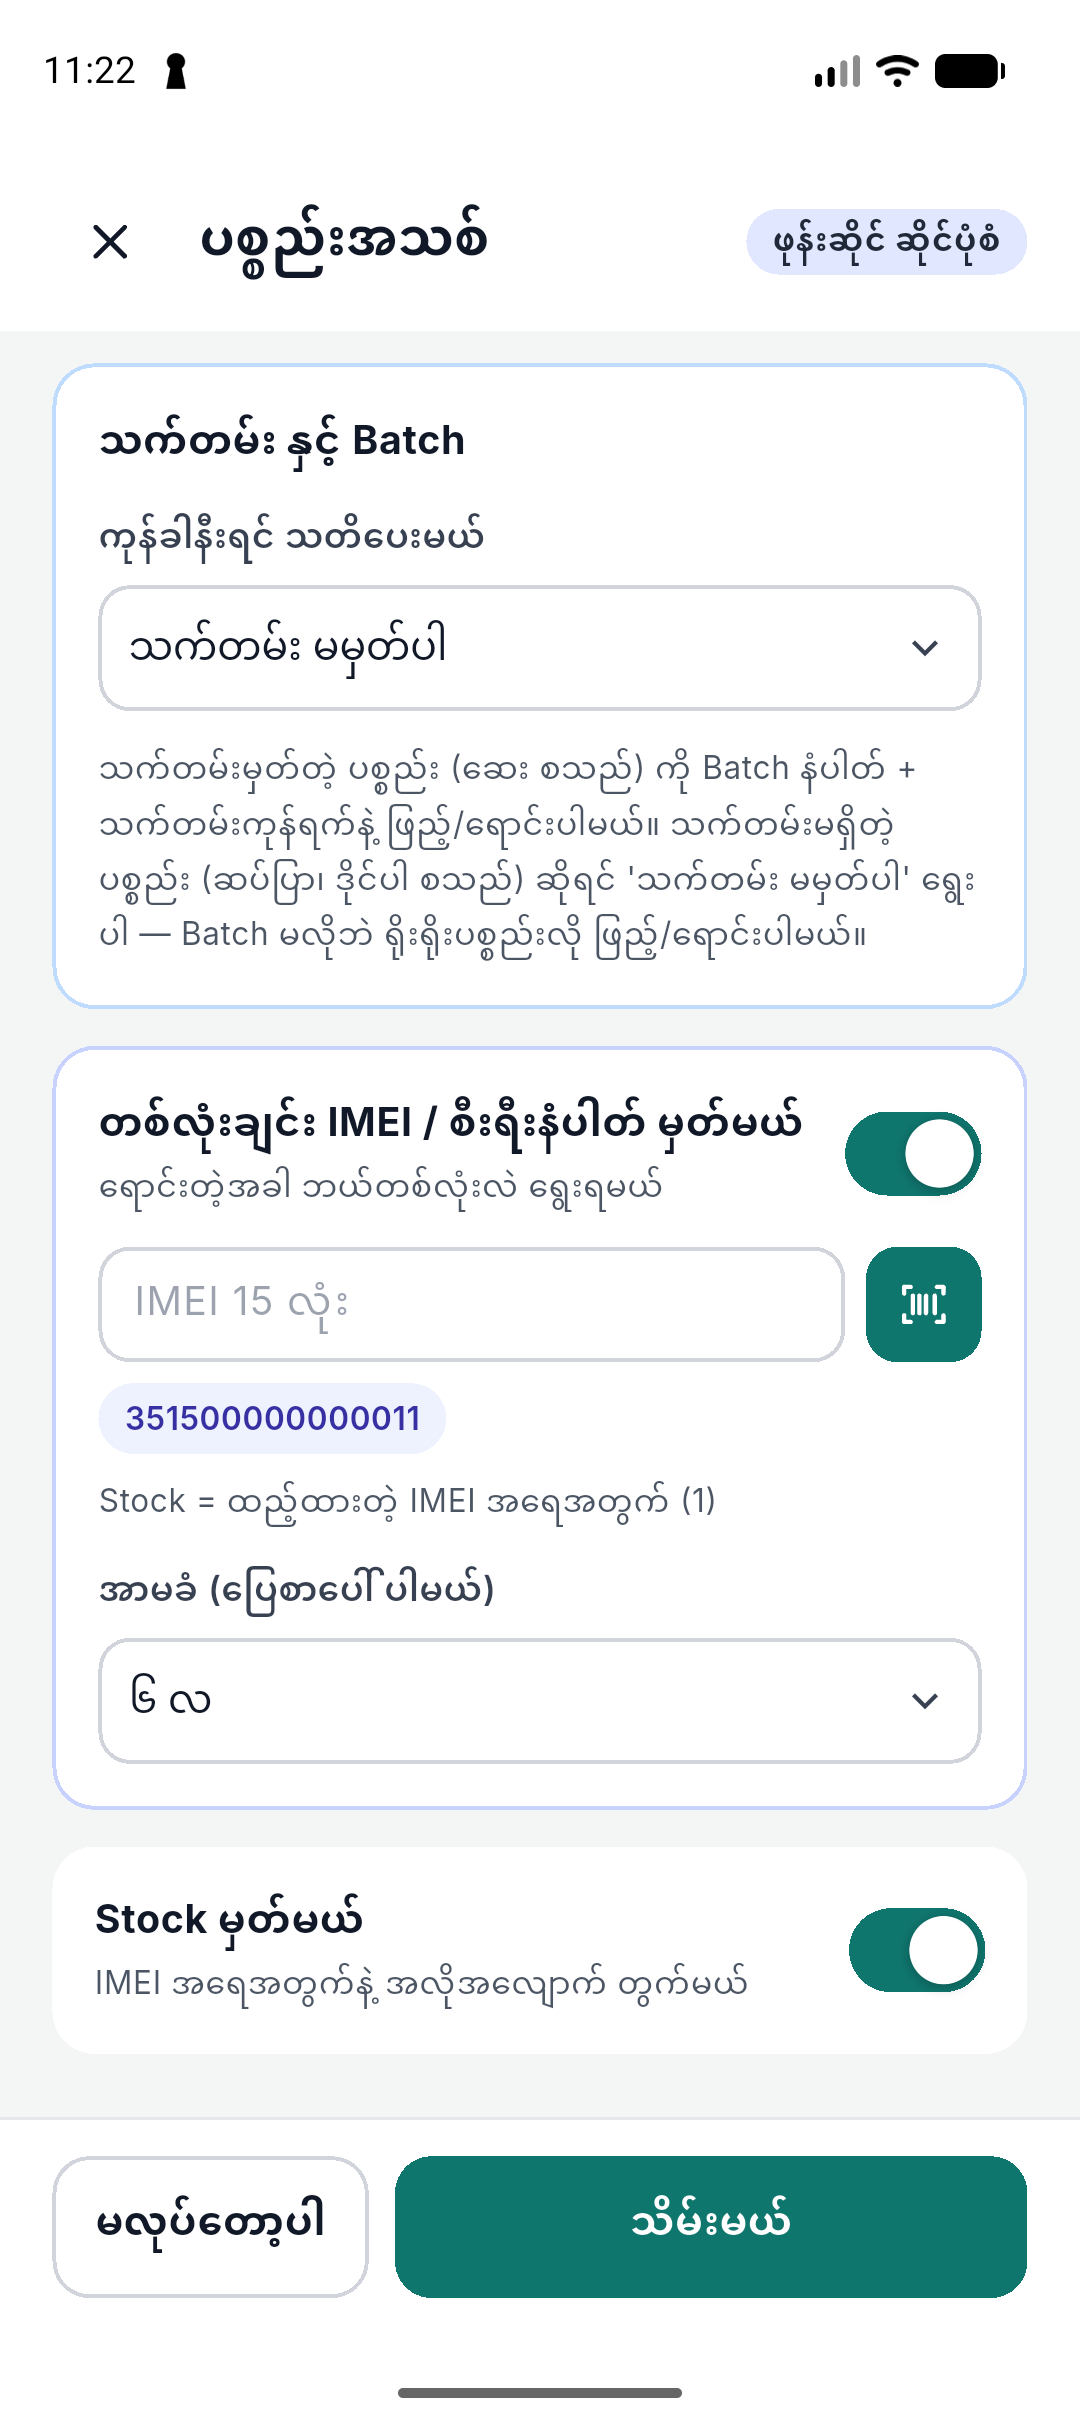 11:22
ပစ္စည်းအသစ်
ဖုန်းဆိုင် ဆိုင်ပုံစံ
သက်တမ်း နှင့် Batch
ကုန်ခါနီးရင် သတိပေးမယ်
သက်တမ်း မမှတ်ပါ
သက်တမ်းမှတ်တဲ့ ပစ္စည်း (ဆေး စသည်) ကို Batch နံပါတ် +
သက်တမ်းကုန်ရက်နဲ့ ဖြည့်/ရောင်းပါမယ်။ သက်တမ်းမရှိတဲ့
ပစ္စည်း (ဆပ်ပြာ၊ ဒိုင်ပါ စသည်) ဆိုရင် 'သက်တမ်း မမှတ်ပါ' ရွေး
ပါ — Batch မလိုဘဲ ရိုးရိုးပစ္စည်းလို ဖြည့်/ရောင်းပါမယ်။
တစ်လုံးချင်း IMEI / စီးရီးနံပါတ် မှတ်မယ်
ရောင်းတဲ့အခါ ဘယ်တစ်လုံးလဲ ရွေးရမယ်
IMEI 15 လုံး
351500000000011
Stock = ထည့်ထားတဲ့ IMEI အရေအတွက် (1)
အာမခံ (ပြေစာပေါ် ပါမယ်)
၆ လ
Stock မှတ်မယ်
IMEI အရေအတွက်နဲ့ အလိုအလျောက် တွက်မယ်
မလုပ်တော့ပါ
သိမ်းမယ်